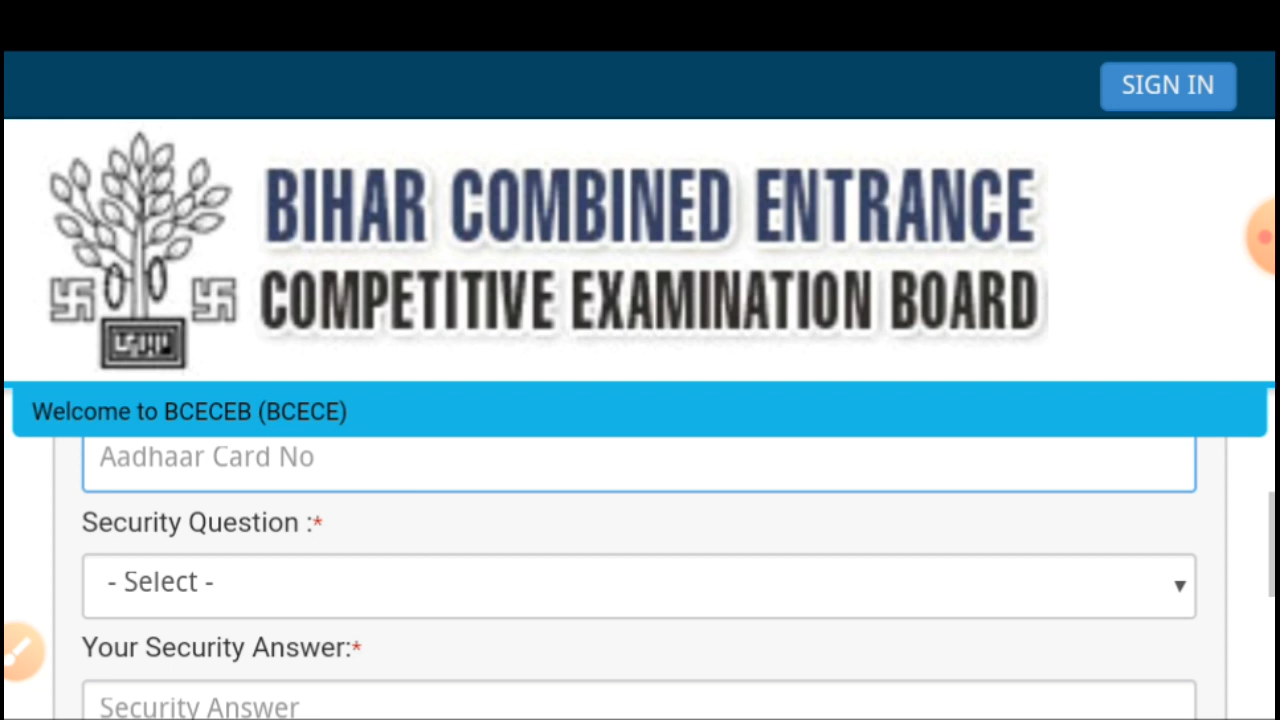 SIGN IN
BIHAR COMBINED ENTRANCE
COMPETITIVE EXAMINATION BOARD
Welcome to BCECEB (BCECE)
Aadhaar Card No
Security Question :*
- Select -
Your Security Answer:*
Security Answer